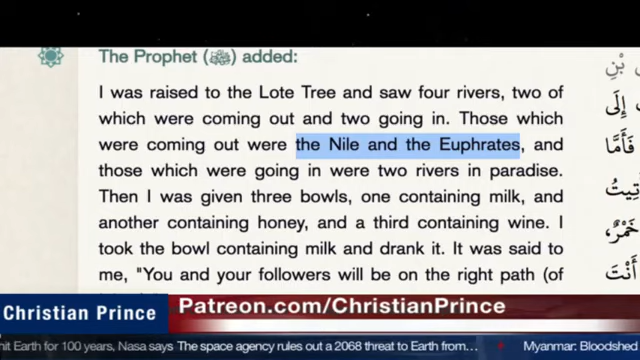 The Prophet (ﷺ) added:
I was raised to the Lote Tree and saw four rivers, two of
which were coming out and two going in. Those which
were coming out were the Nile and the Euphrates, and
those which were going in were two rivers in paradise.
Then I was given three bowls, one containing milk, and
another containing honey, and a third containing wine. I
took the bowl containing milk and drank it. It was said to
me, "You and your followers will be on the right path (of
بْنِ
إِلَى
فَأَمَّا
خَمْرٌ،
أَنْتَ
Christian Prince
Patreon.com/ChristianPrince
hit Earth for 100 years, Nasa says The space agency rules out a 2068 threat to Earth from...
Myanmar: Bloodshed